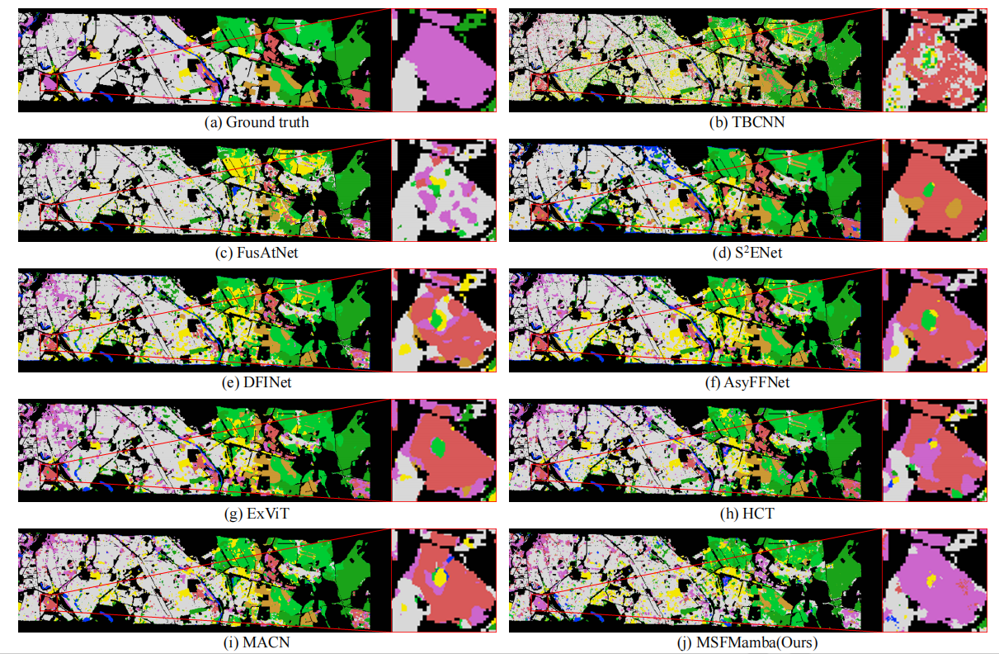 (a) Ground truth
(b) TBCNN
(c) FusAtNet
(d) S²ENet
(e) DFINet
(f) AsyFFNet
(g) ExViT
(h) HCT
(i) MACN
(j) MSFMamba(Ours)